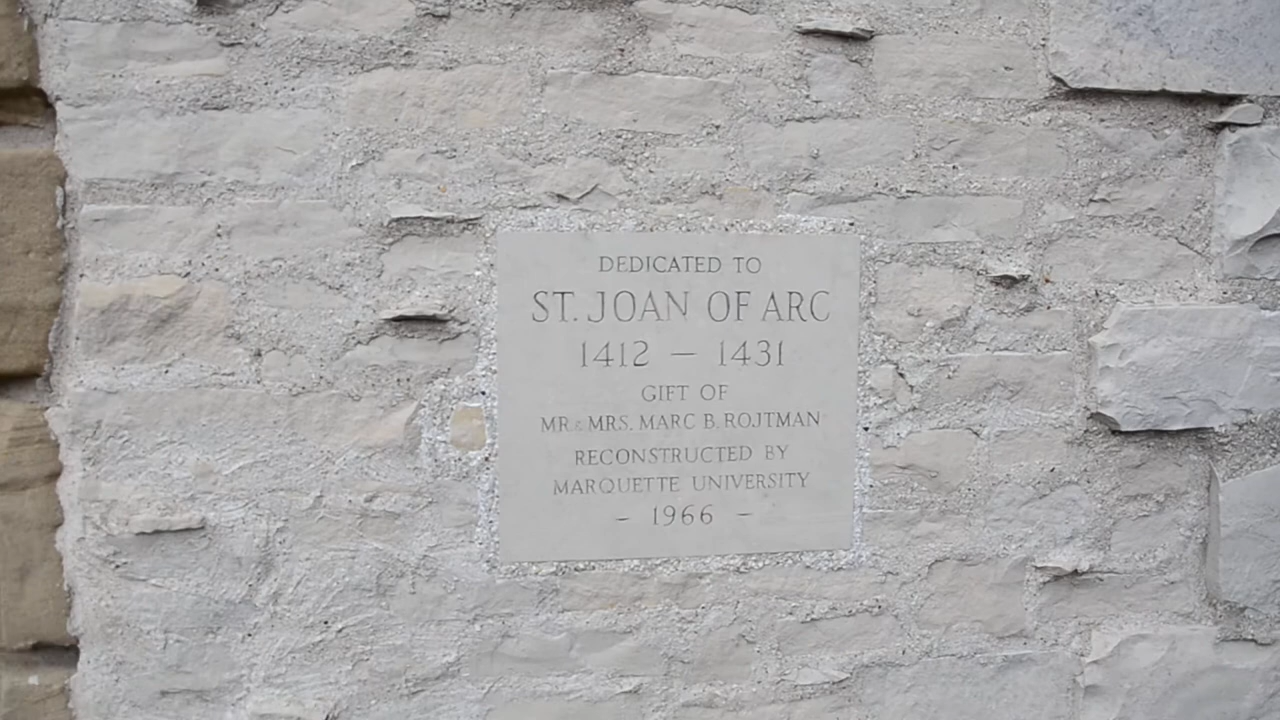 DEDICATED TO
ST. JOAN OF ARC
1412 — 1431
GIFT OF
MR & MRS. MARC B. ROJTMAN
RECONSTRUCTED BY
MARQUETTE UNIVERSITY
– 1966 –